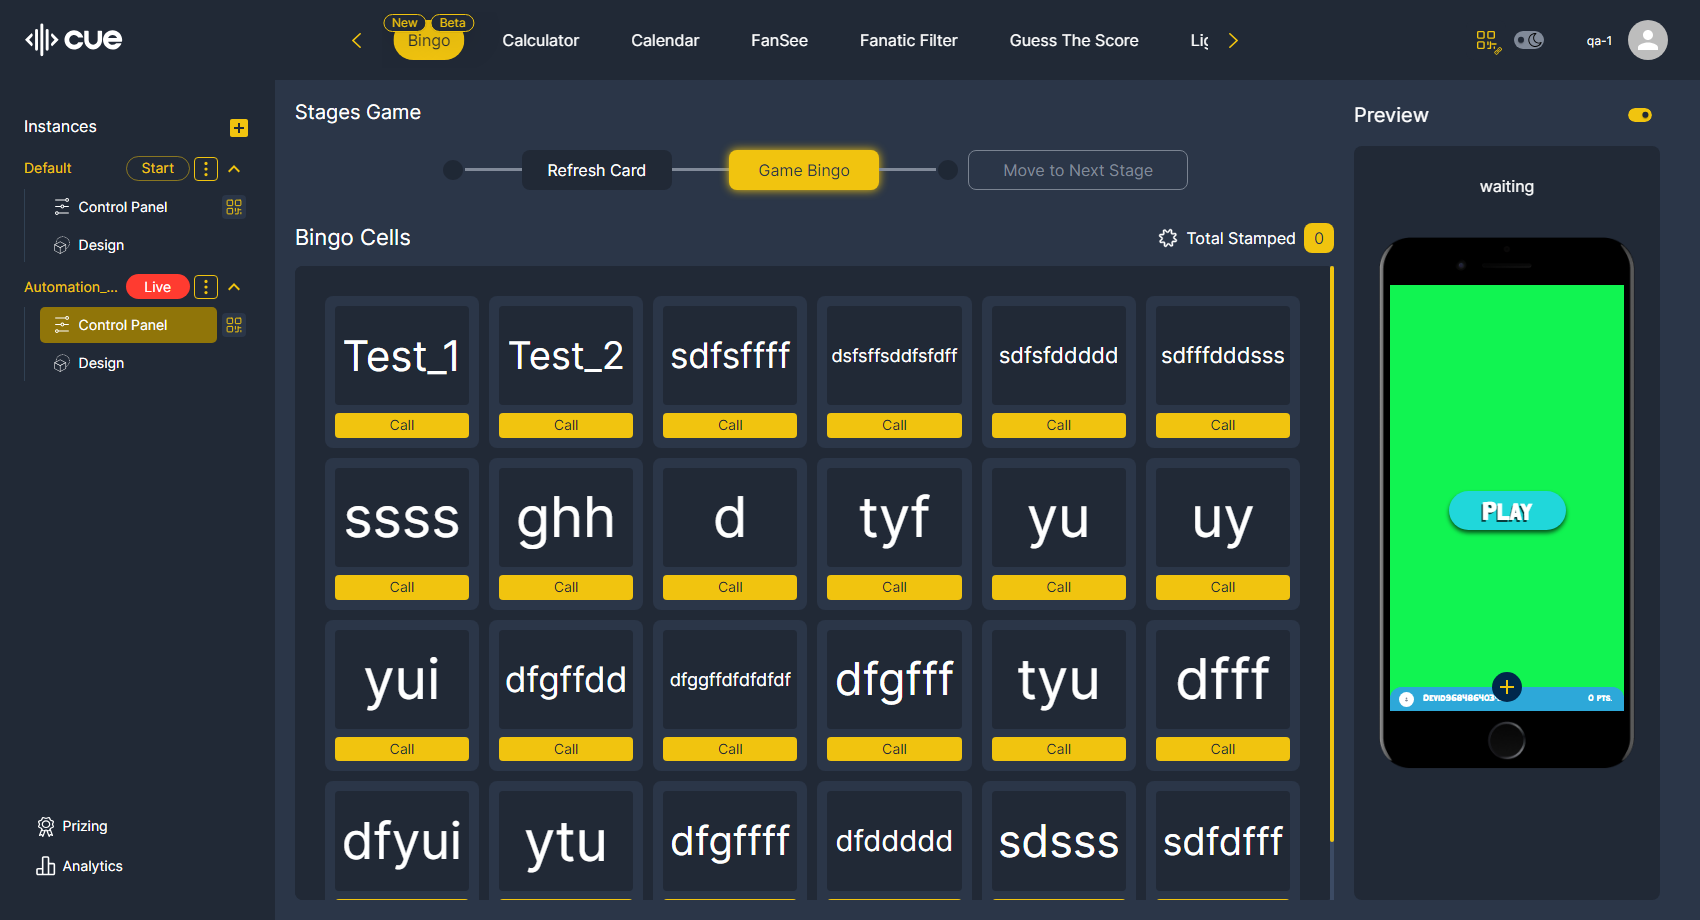 cue
New Beta
Bingo
Calculator
Calendar
FanSee
Fanatic Filter
Guess The Score
qa-1
Instances
Default
Start
Control Panel
Design
Automation_...
Live
Control Panel
Design
Prizing
Analytics
Stages Game
Refresh Card
Game Bingo
Move to Next Stage
Bingo Cells
Total Stamped 0
Test_1
Test_2
sdfsffff
dsfsffsddfsfdff
sdfsfddddd
sdfffdddsss
Call
Call
Call
Call
Call
Call
ssss
ghh
d
tyf
yu
uy
Call
Call
Call
Call
Call
Call
yui
dfgffdd
dfggffdfdfdfdf
dfgfff
tyu
dfff
Call
Call
Call
Call
Call
Call
dfyui
ytu
dfgffff
dfddddd
sdsss
sdfdfff
Preview
waiting
PLAY
0 PTS.